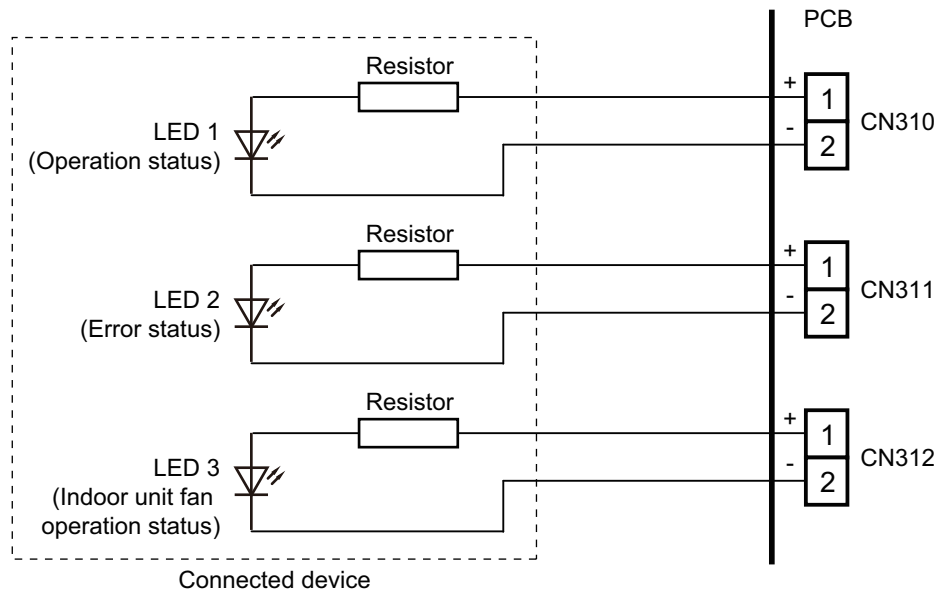 PCB
Resistor
+
1
CN310
LED 1
(Operation status)
-
2
Resistor
+
1
CN311
LED 2
(Error status)
-
2
Resistor
+
1
CN312
LED 3
(Indoor unit fan
operation status)
-
2
Connected device